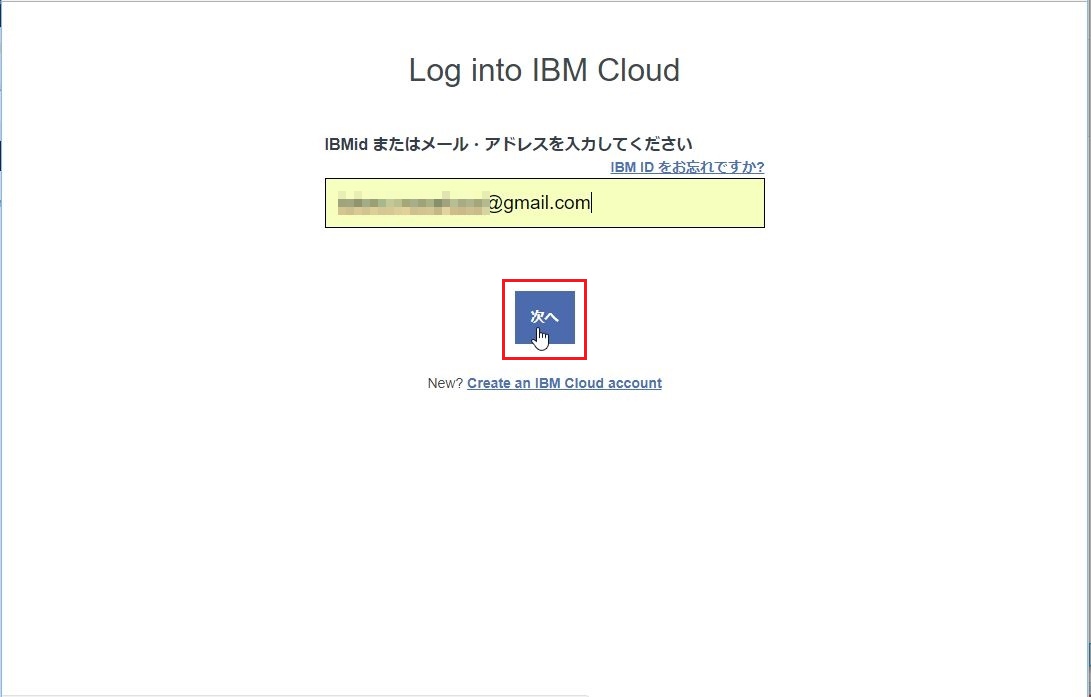 Log into IBM Cloud
IBMid またはメール・アドレスを入力してください
IBM ID をお忘れですか?
@gmail.com
次へ
New? Create an IBM Cloud account